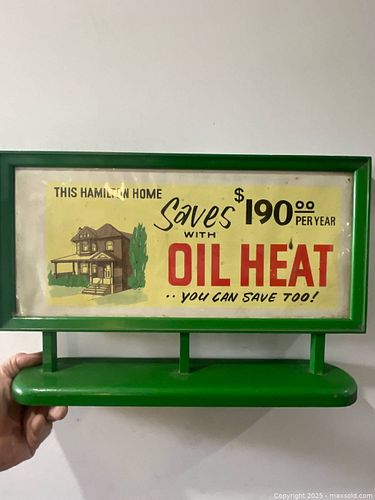 THIS HAMILTON HOME
Saves $190.00 PER YEAR
WITH
OIL HEAT
.. YOU CAN SAVE TOO!
Copyright 2025 - maxsold.com